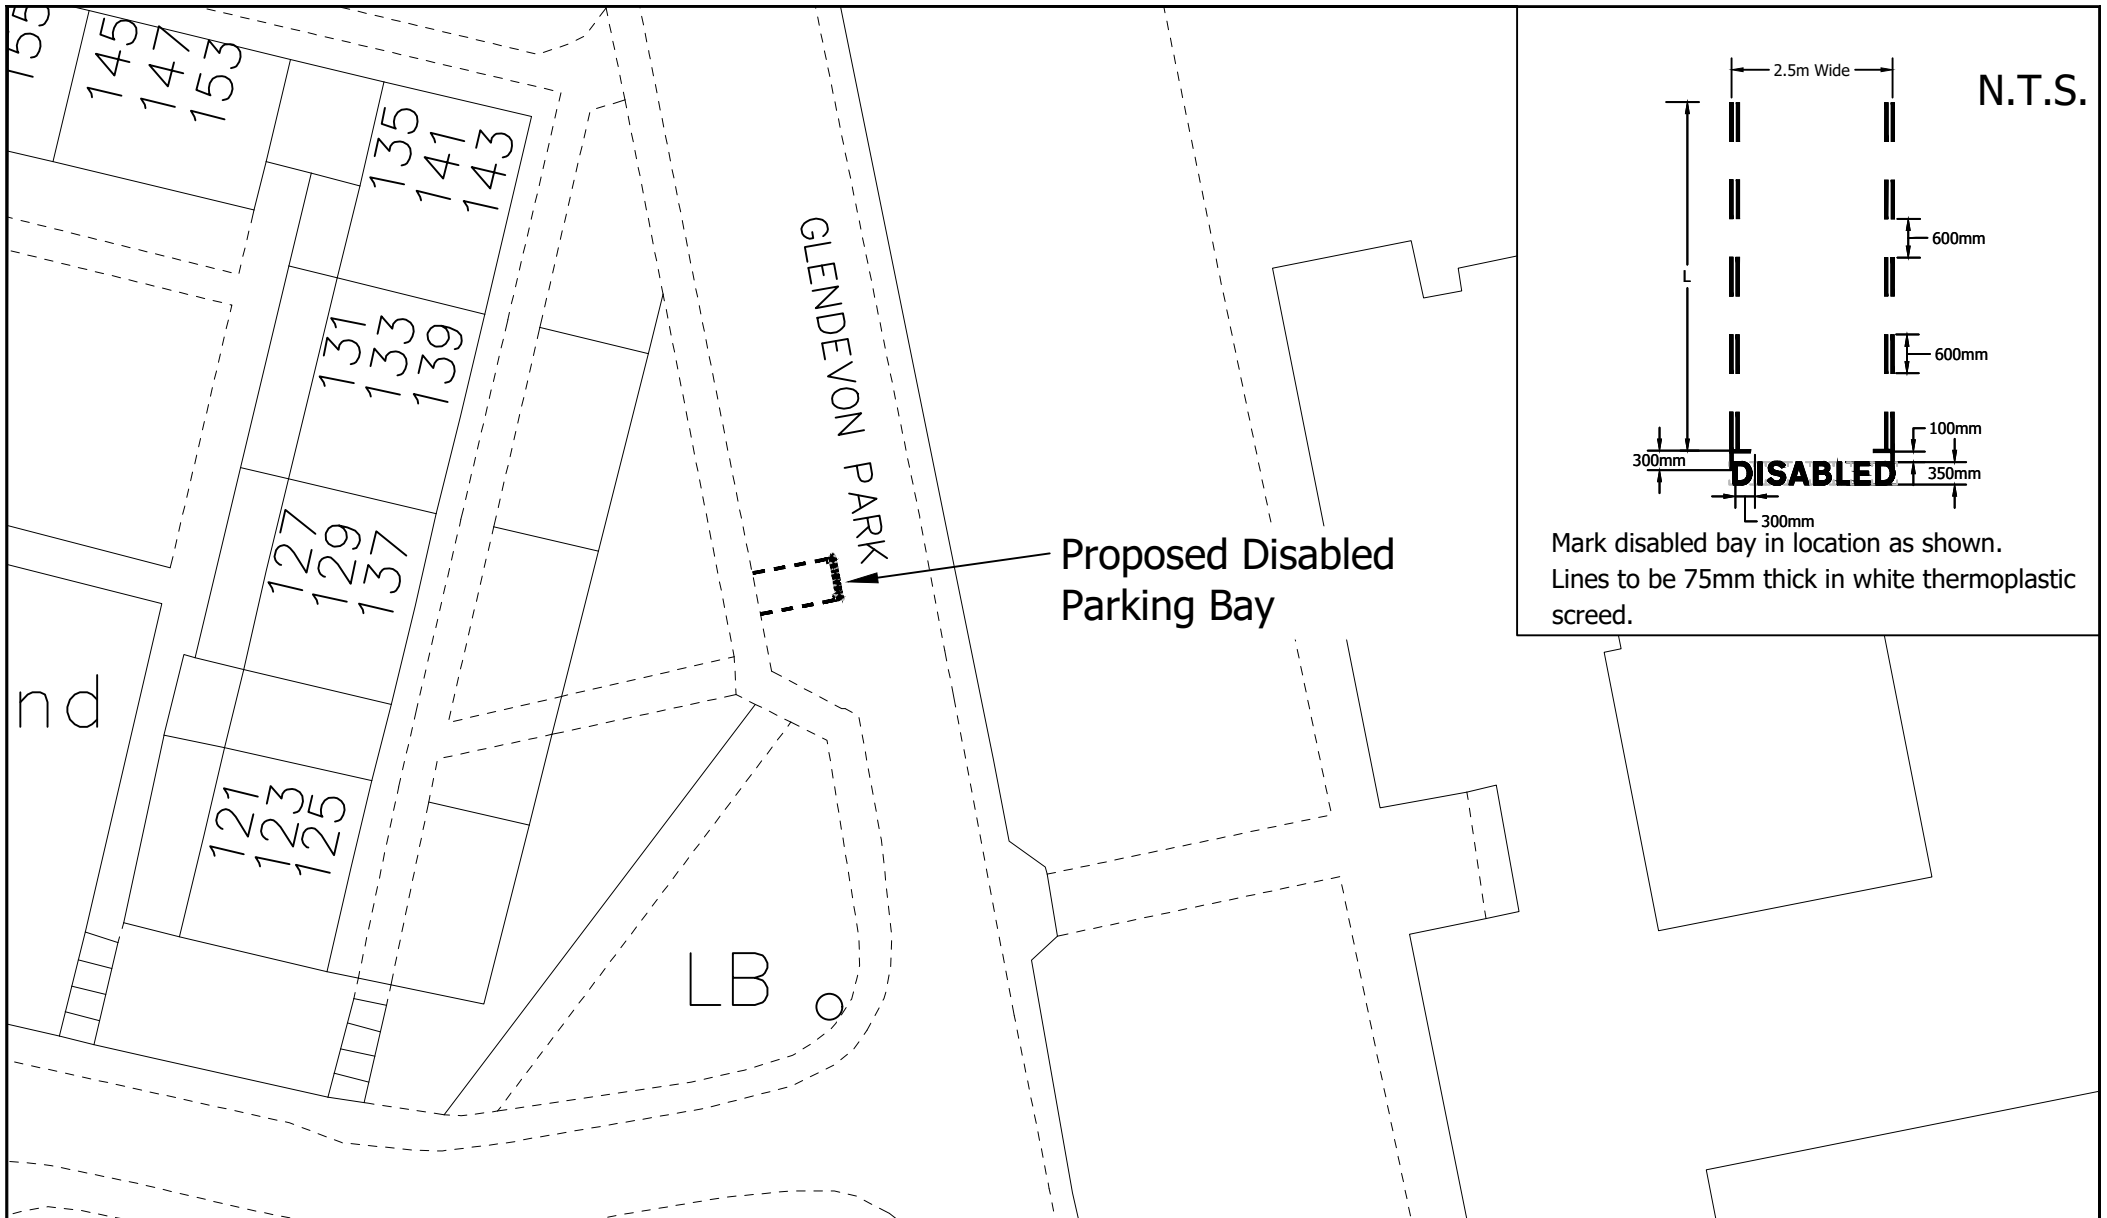 155
145
147
153
135
141
143
131
133
139
127
129
137
nd
121
123
125
GLENDEVON PARK
Proposed Disabled
Parking Bay
LB
N.T.S.
2.5m Wide
600mm
L
600mm
100mm
300mm
DISABLED
350mm
300mm
Mark disabled bay in location as shown.
Lines to be 75mm thick in white thermoplastic
screed.